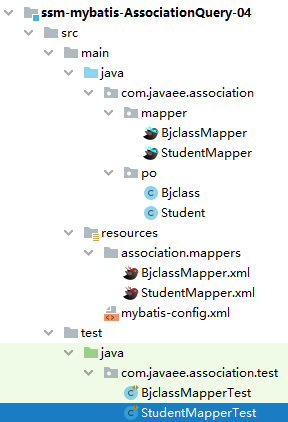 ssm-mybatis-AssociationQuery-04
src
main
java
com.javaee.association
mapper
BjclassMapper
StudentMapper
po
Bjclass
Student
resources
association.mappers
BjclassMapper.xml
StudentMapper.xml
mybatis-config.xml
test
java
com.javaee.association.test
BjclassMapperTest
StudentMapperTest